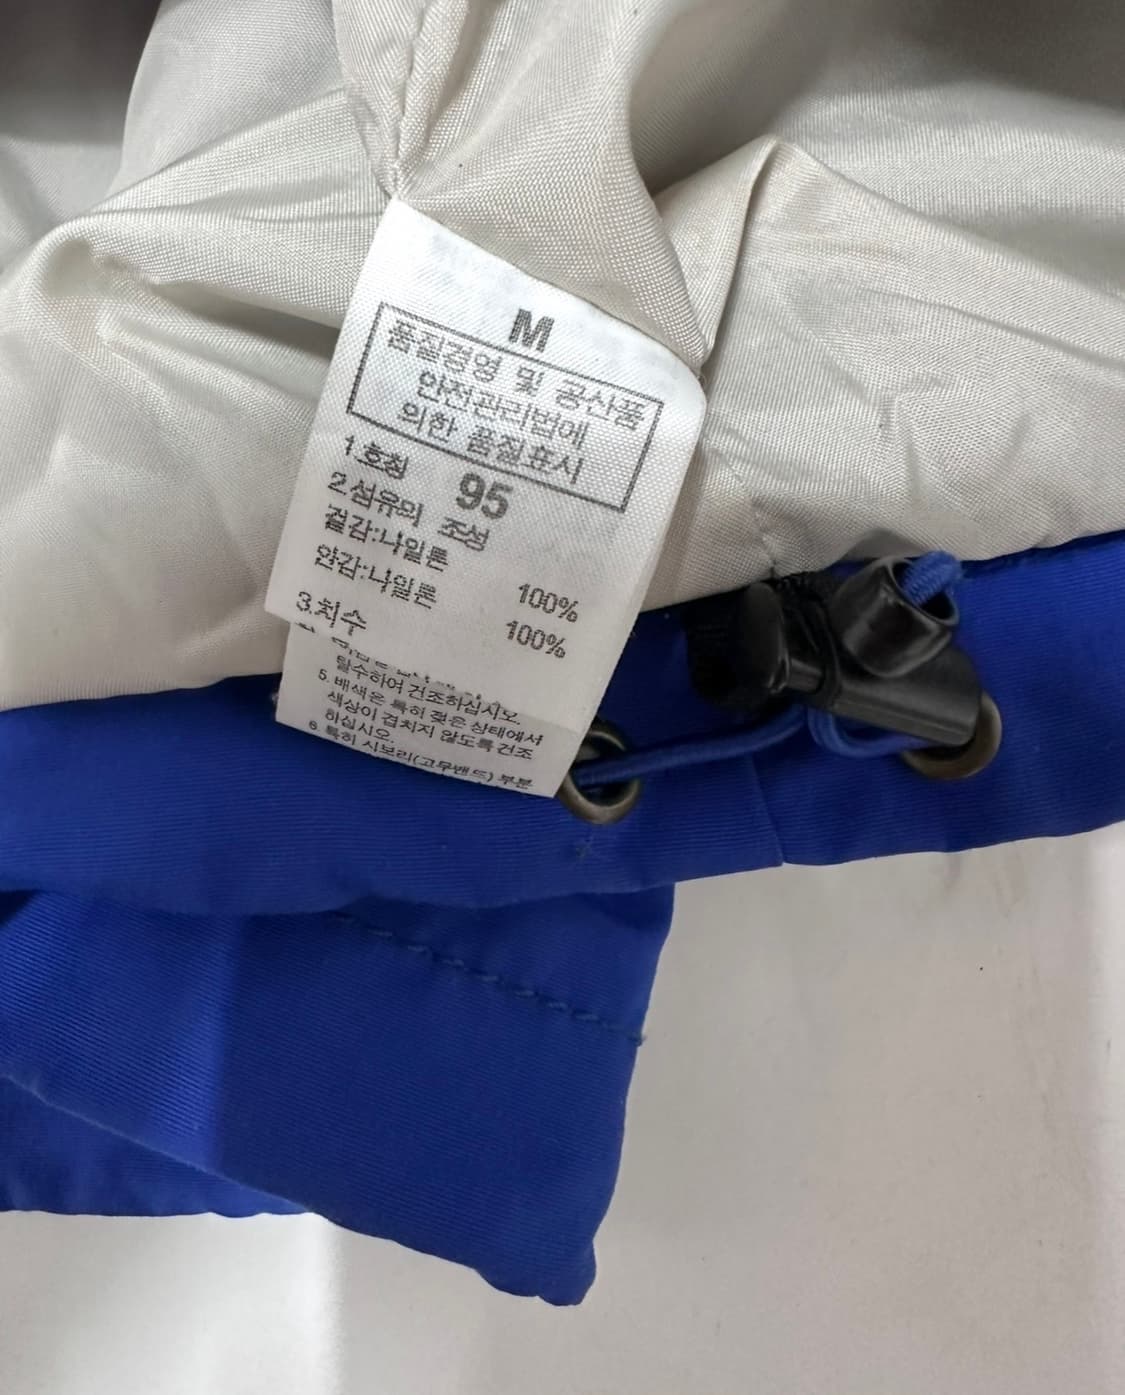 M
품질경영 및 공산품
안전관리법에
의한 품질표시
1.호칭 95
2.섬유의 조성
겉감:나일론 100%
안감:나일론 100%
3.치수
탈수하여 건조하십시오.
5. 배색은 특히 젖은 상태에서
색상이 겹치지 않도록 건조
하십시오.
6. 특히 시보리(고무밴드) 부분